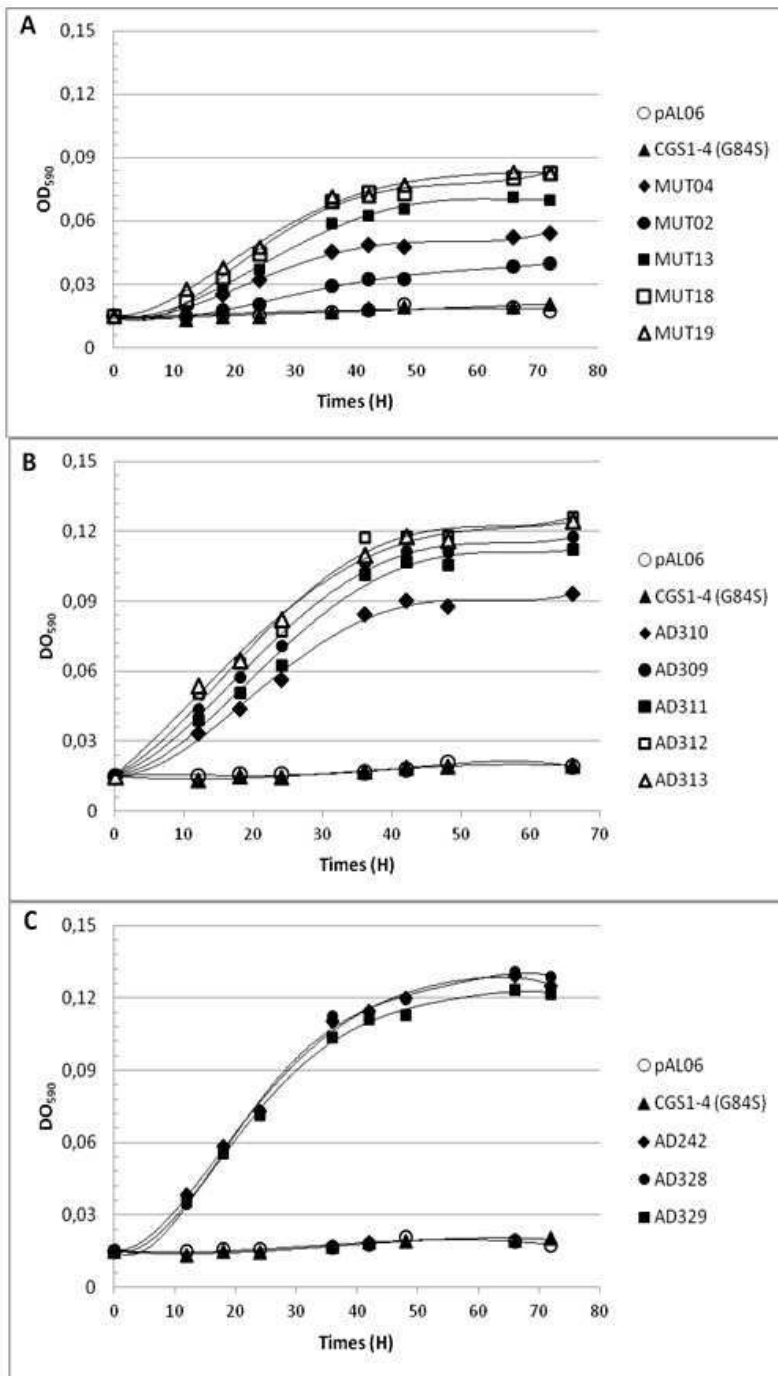 A
0,15
0,12
0,09
0,06
0,03
0
OD590
0 10 20 30 40 50 60 70 80
Times (H)
pAL06
CGS1-4 (G84S)
MUT04
MUT02
MUT13
MUT18
MUT19
B
0,15
0,12
0,09
0,06
0,03
0
DO590
0 10 20 30 40 50 60 70
Times (H)
pAL06
CGS1-4 (G84S)
AD310
AD309
AD311
AD312
AD313
C
0,15
0,12
0,09
0,06
0,03
0
DO590
0 10 20 30 40 50 60 70 80
Times (H)
pAL06
CGS1-4 (G84S)
AD242
AD328
AD329